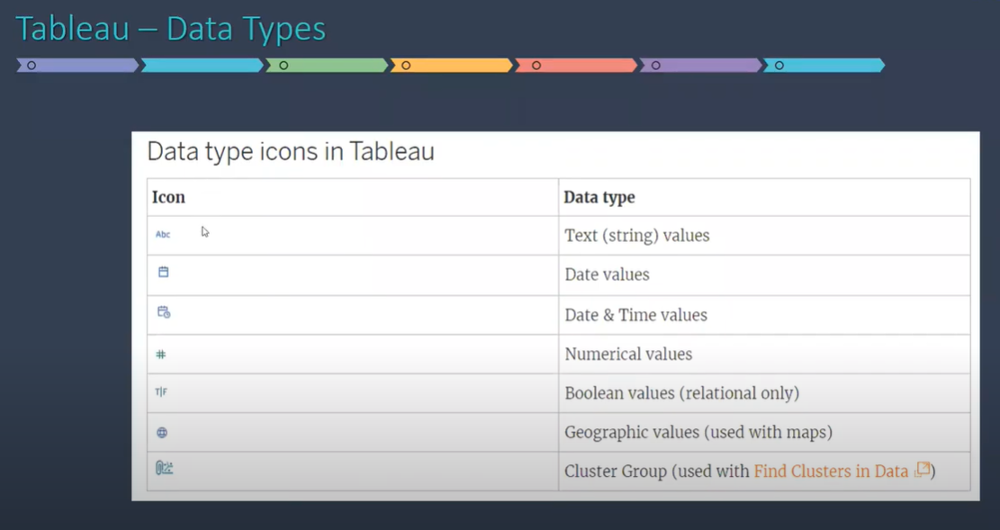 Tableau – Data Types
Data type icons in Tableau
Icon Data type
Abc Text (string) values
Date values
Date & Time values
# Numerical values
T|F Boolean values (relational only)
Geographic values (used with maps)
Cluster Group (used with Find Clusters in Data)